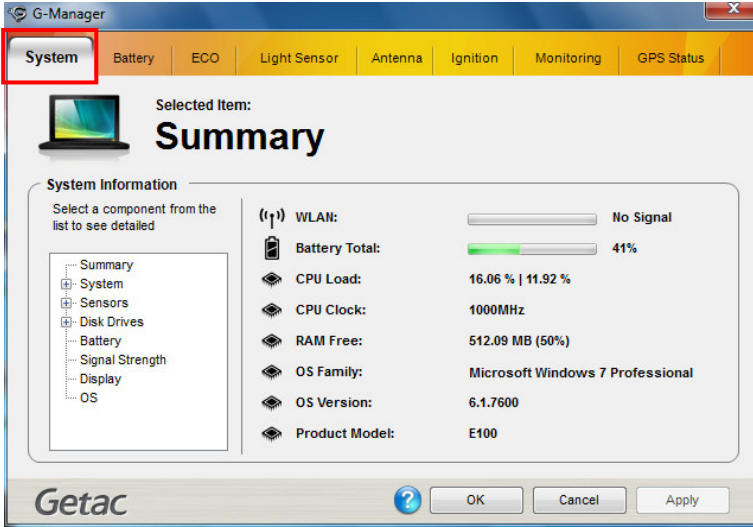 G-Manager
System Battery ECO Light Sensor Antenna Ignition Monitoring GPS Status
Selected Item:
Summary
System Information
Select a component from the
list to see detailed
Summary
System
Sensors
Disk Drives
Battery
Signal Strength
Display
OS
WLAN: No Signal
Battery Total: 41%
CPU Load: 16.06 % | 11.92 %
CPU Clock: 1000MHz
RAM Free: 512.09 MB (50%)
OS Family: Microsoft Windows 7 Professional
OS Version: 6.1.7600
Product Model: E100
Getac ? OK Cancel Apply